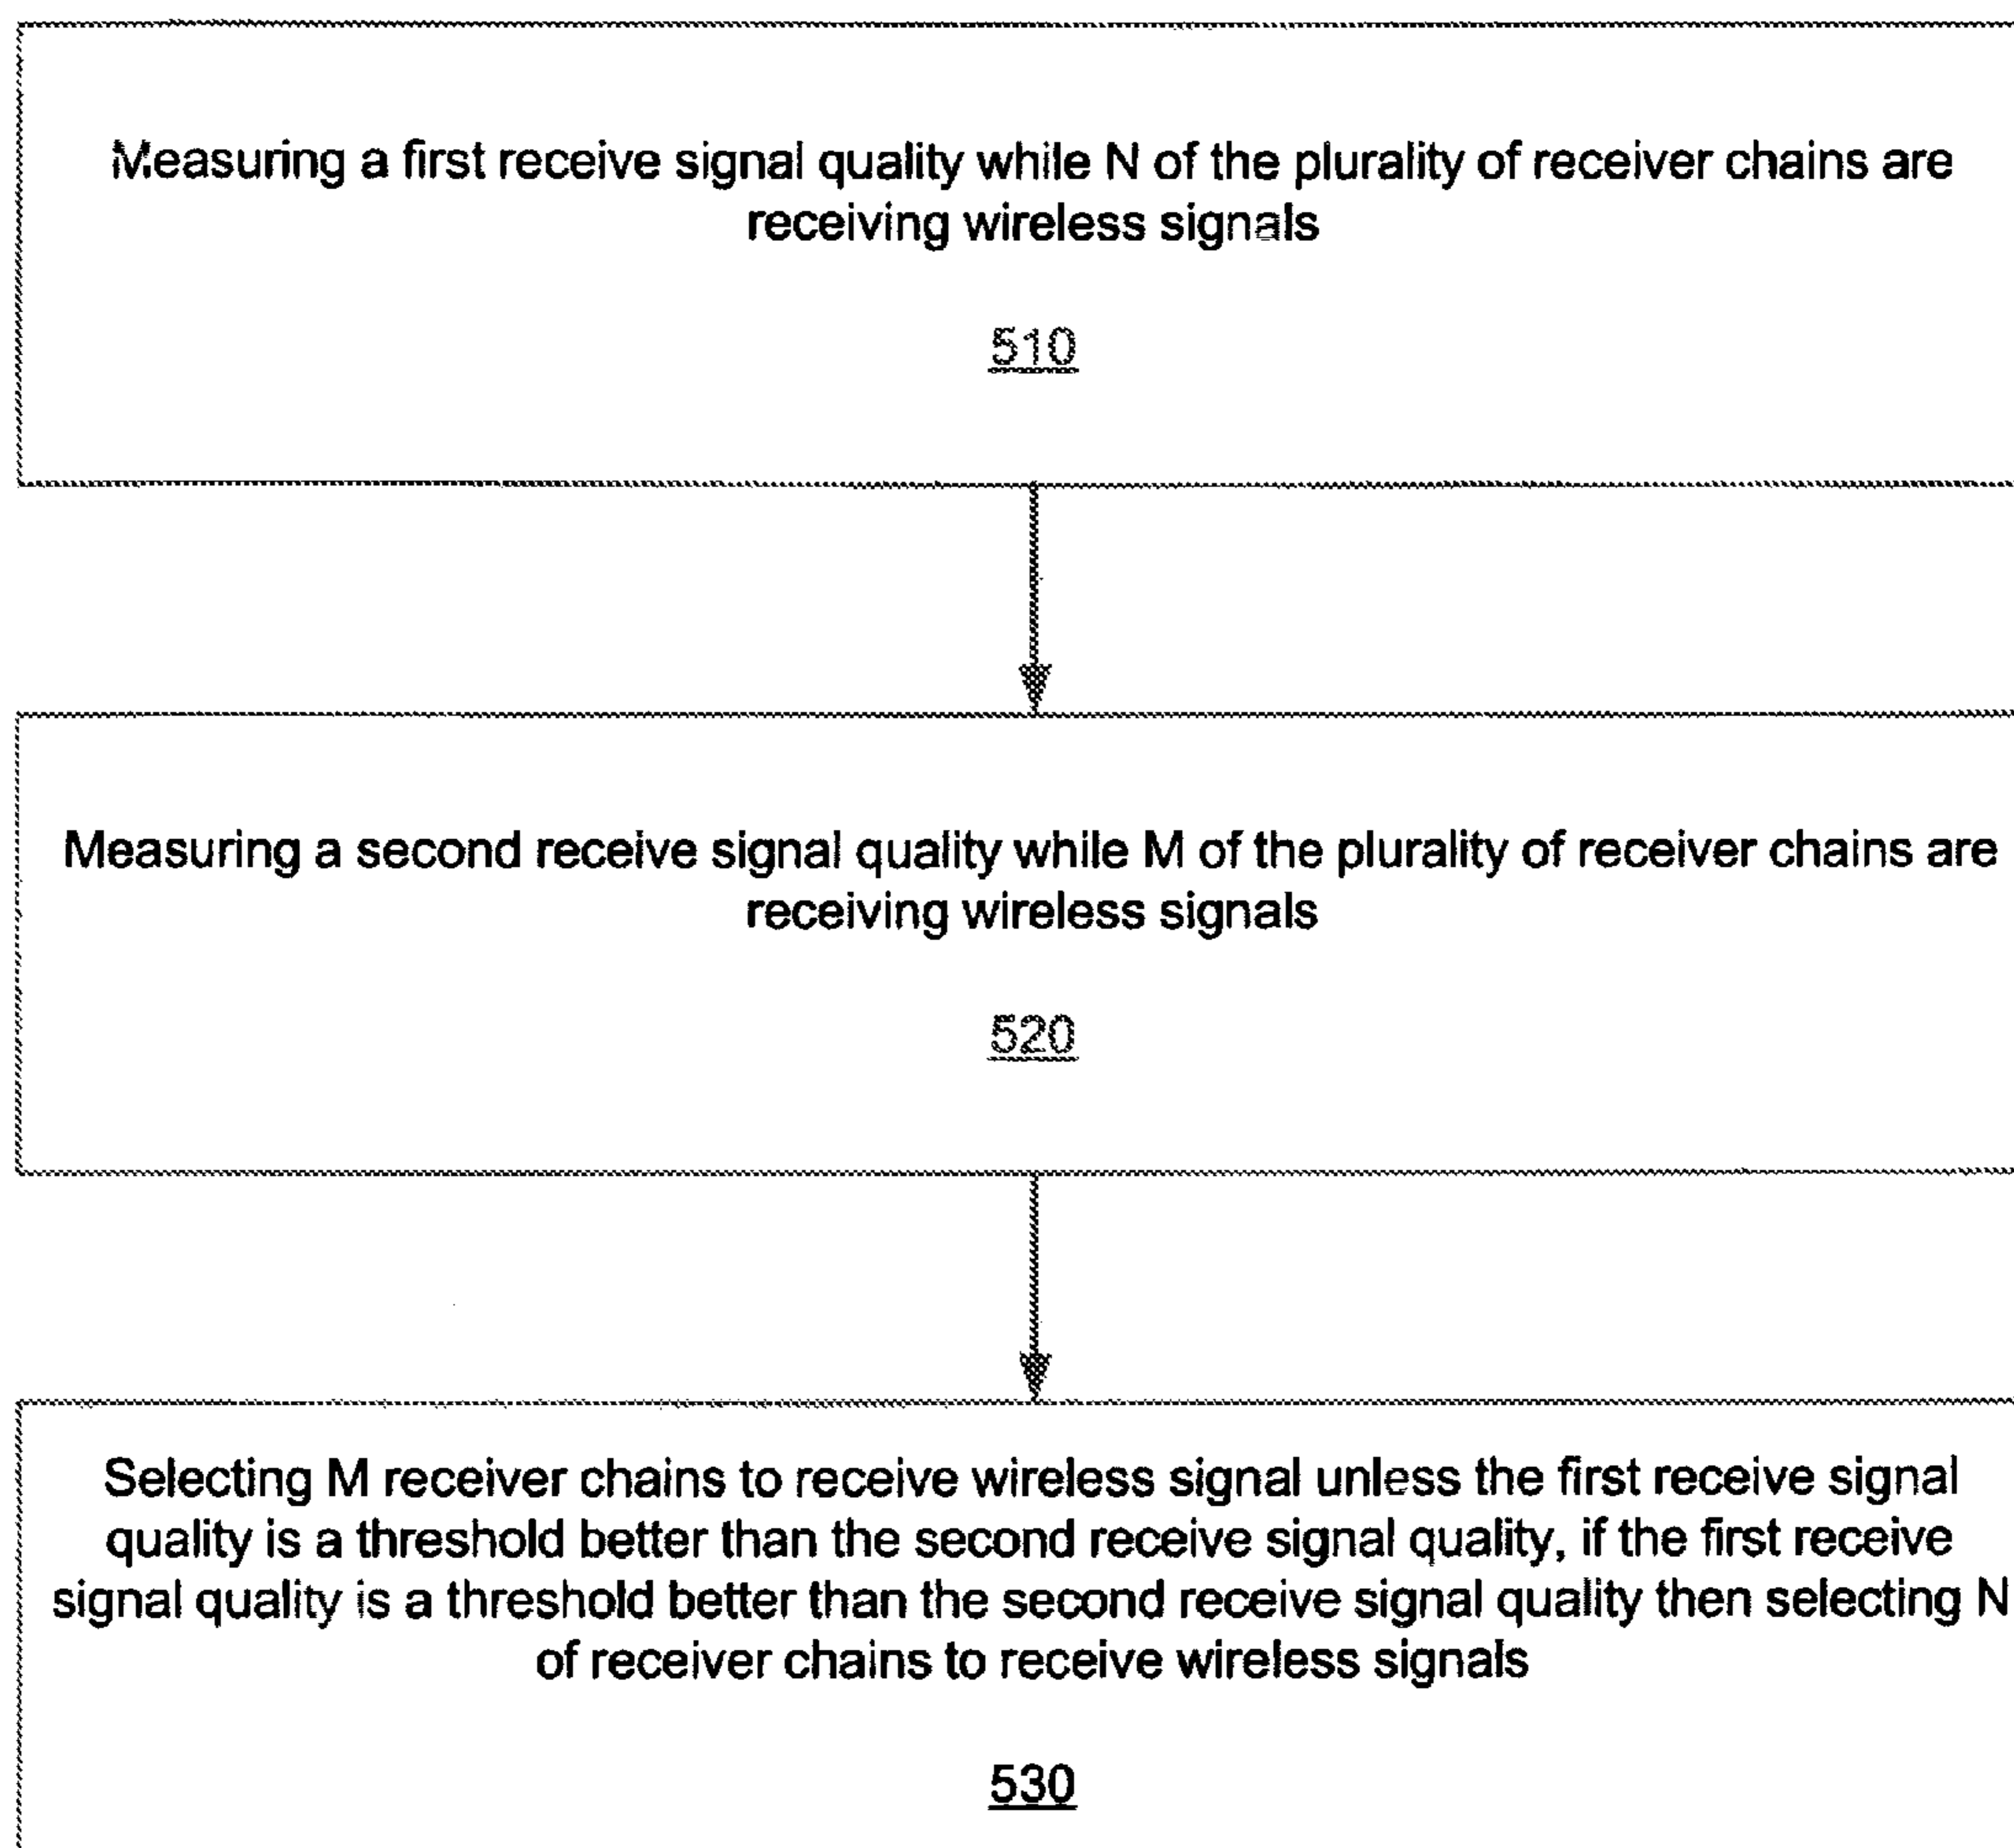 Measuring a first receive signal quality while N of the plurality of receiver chains are
receiving wireless signals
510
Measuring a second receive signal quality while M of the plurality of receiver chains are
receiving wireless signals
520
Selecting M receiver chains to receive wireless signal unless the first receive signal
quality is a threshold better than the second receive signal quality, if the first receive
signal quality is a threshold better than the second receive signal quality then selecting N
of receiver chains to receive wireless signals
530